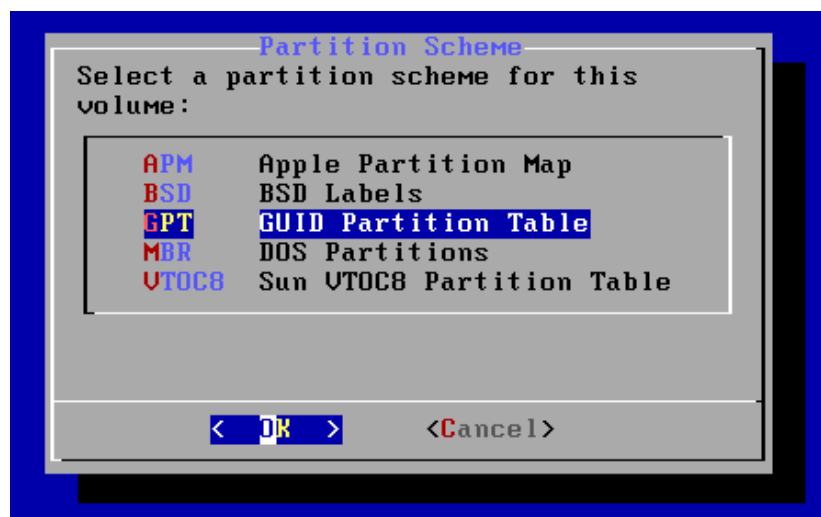 Partition Scheme
Select a partition scheme for this
volume:
APM Apple Partition Map
BSD BSD Labels
GPT GUID Partition Table
MBR DOS Partitions
VTOC8 Sun VTOC8 Partition Table
< OK > <Cancel>